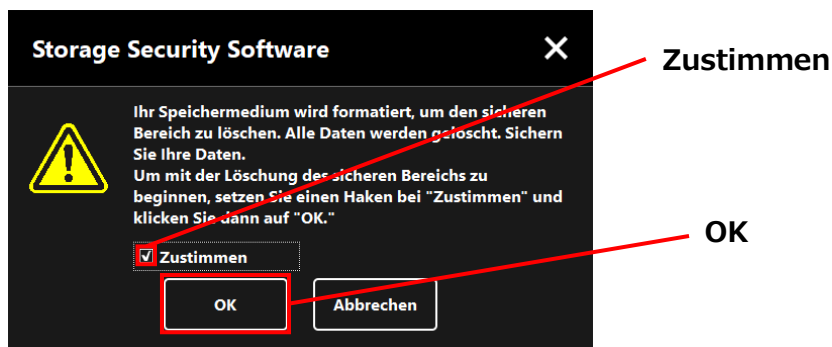 Storage Security Software
Zustimmen
Ihr Speichermedium wird formatiert, um den sicheren
Bereich zu löschen. Alle Daten werden gelöscht. Sichern
Sie Ihre Daten.
Um mit der Löschung des sicheren Bereichs zu
beginnen, setzen Sie einen Haken bei "Zustimmen" und
klicken Sie dann auf "OK."
OK
Zustimmen
OK
Abbrechen